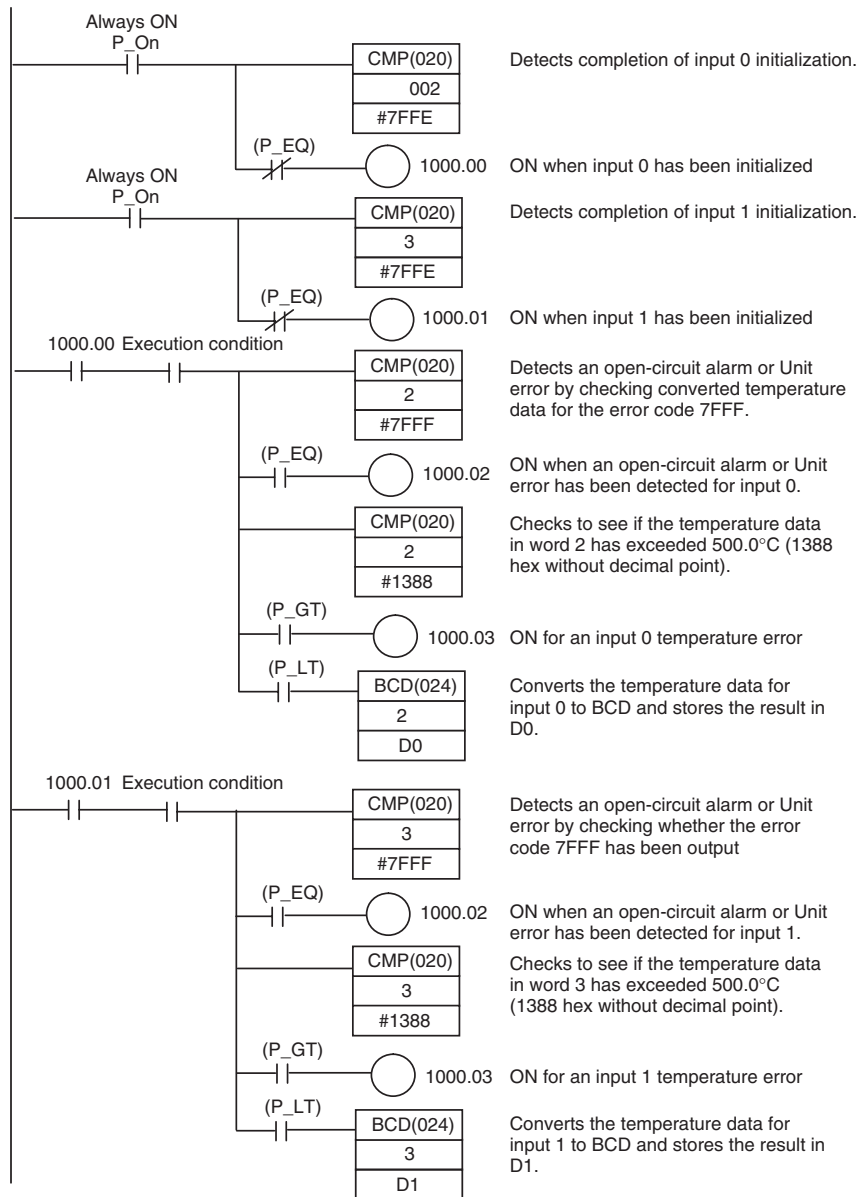 Always ON
P_On
CMP(020)
Detects completion of input 0 initialization.
002
#7FFE
(P_EQ)
1000.00
ON when input 0 has been initialized
Always ON
P_On
CMP(020)
Detects completion of input 1 initialization.
3
#7FFE
(P_EQ)
1000.01
ON when input 1 has been initialized
1000.00 Execution condition
CMP(020)
2
#7FFF
Detects an open-circuit alarm or Unit
error by checking converted temperature
data for the error code 7FFF.
(P_EQ)
1000.02
ON when an open-circuit alarm or Unit
error has been detected for input 0.
CMP(020)
2
#1388
Checks to see if the temperature data
in word 2 has exceeded 500.0°C (1388
hex without decimal point).
(P_GT)
1000.03
ON for an input 0 temperature error
(P_LT)
BCD(024)
2
D0
Converts the temperature data for
input 0 to BCD and stores the result in
D0.
1000.01 Execution condition
CMP(020)
3
#7FFF
Detects an open-circuit alarm or Unit
error by checking whether the error
code 7FFF has been output
(P_EQ)
1000.02
ON when an open-circuit alarm or Unit
error has been detected for input 1.
CMP(020)
3
#1388
Checks to see if the temperature data
in word 3 has exceeded 500.0°C
(1388 hex without decimal point).
(P_GT)
1000.03
ON for an input 1 temperature error
(P_LT)
BCD(024)
3
D1
Converts the temperature data for
input 1 to BCD and stores the result in
D1.